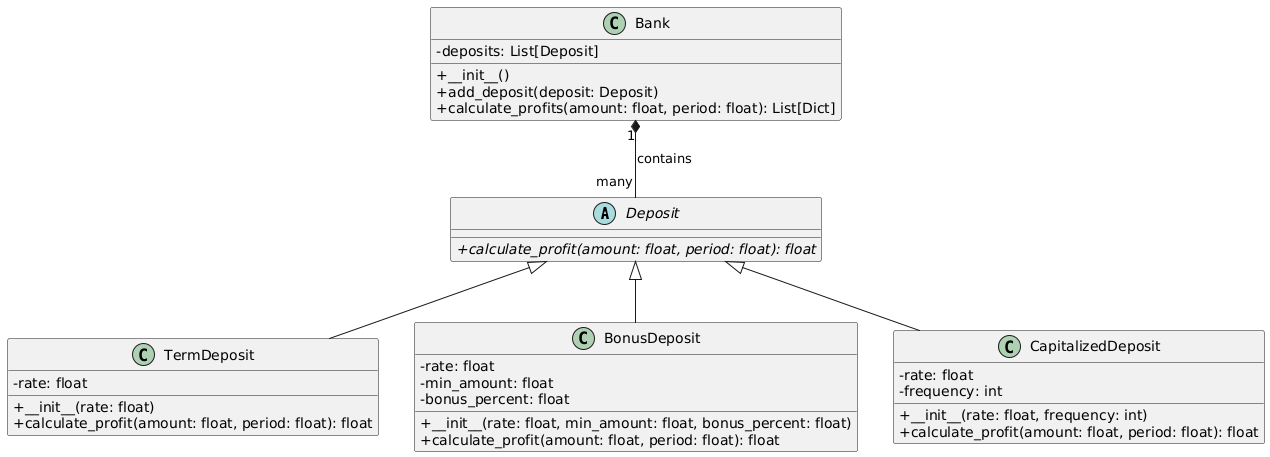 C Bank
-deposits: List[Deposit]
+__init__()
+add_deposit(deposit: Deposit)
+calculate_profits(amount: float, period: float): List[Dict]
1
contains
many
A Deposit
+calculate_profit(amount: float, period: float): float
C TermDeposit
-rate: float
+__init__(rate: float)
+calculate_profit(amount: float, period: float): float
C BonusDeposit
-rate: float
-min_amount: float
-bonus_percent: float
+__init__(rate: float, min_amount: float, bonus_percent: float)
+calculate_profit(amount: float, period: float): float
C CapitalizedDeposit
-rate: float
-frequency: int
+__init__(rate: float, frequency: int)
+calculate_profit(amount: float, period: float): float